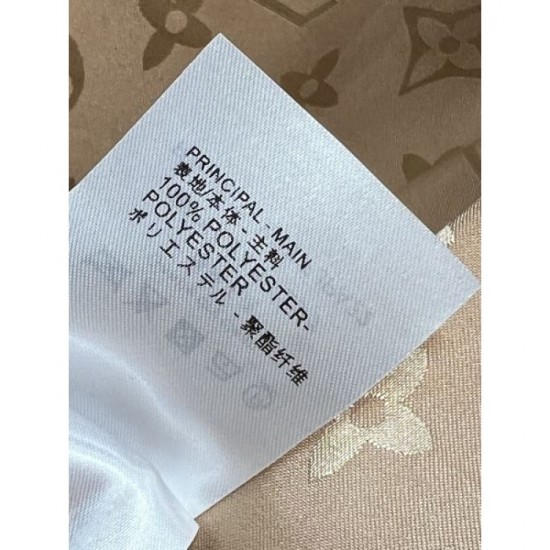 PRINCIPAL - MAIN
表地/本体 - 主料
100% POLYESTER-
POLYESTER
ポリエステル - 聚酯纤维